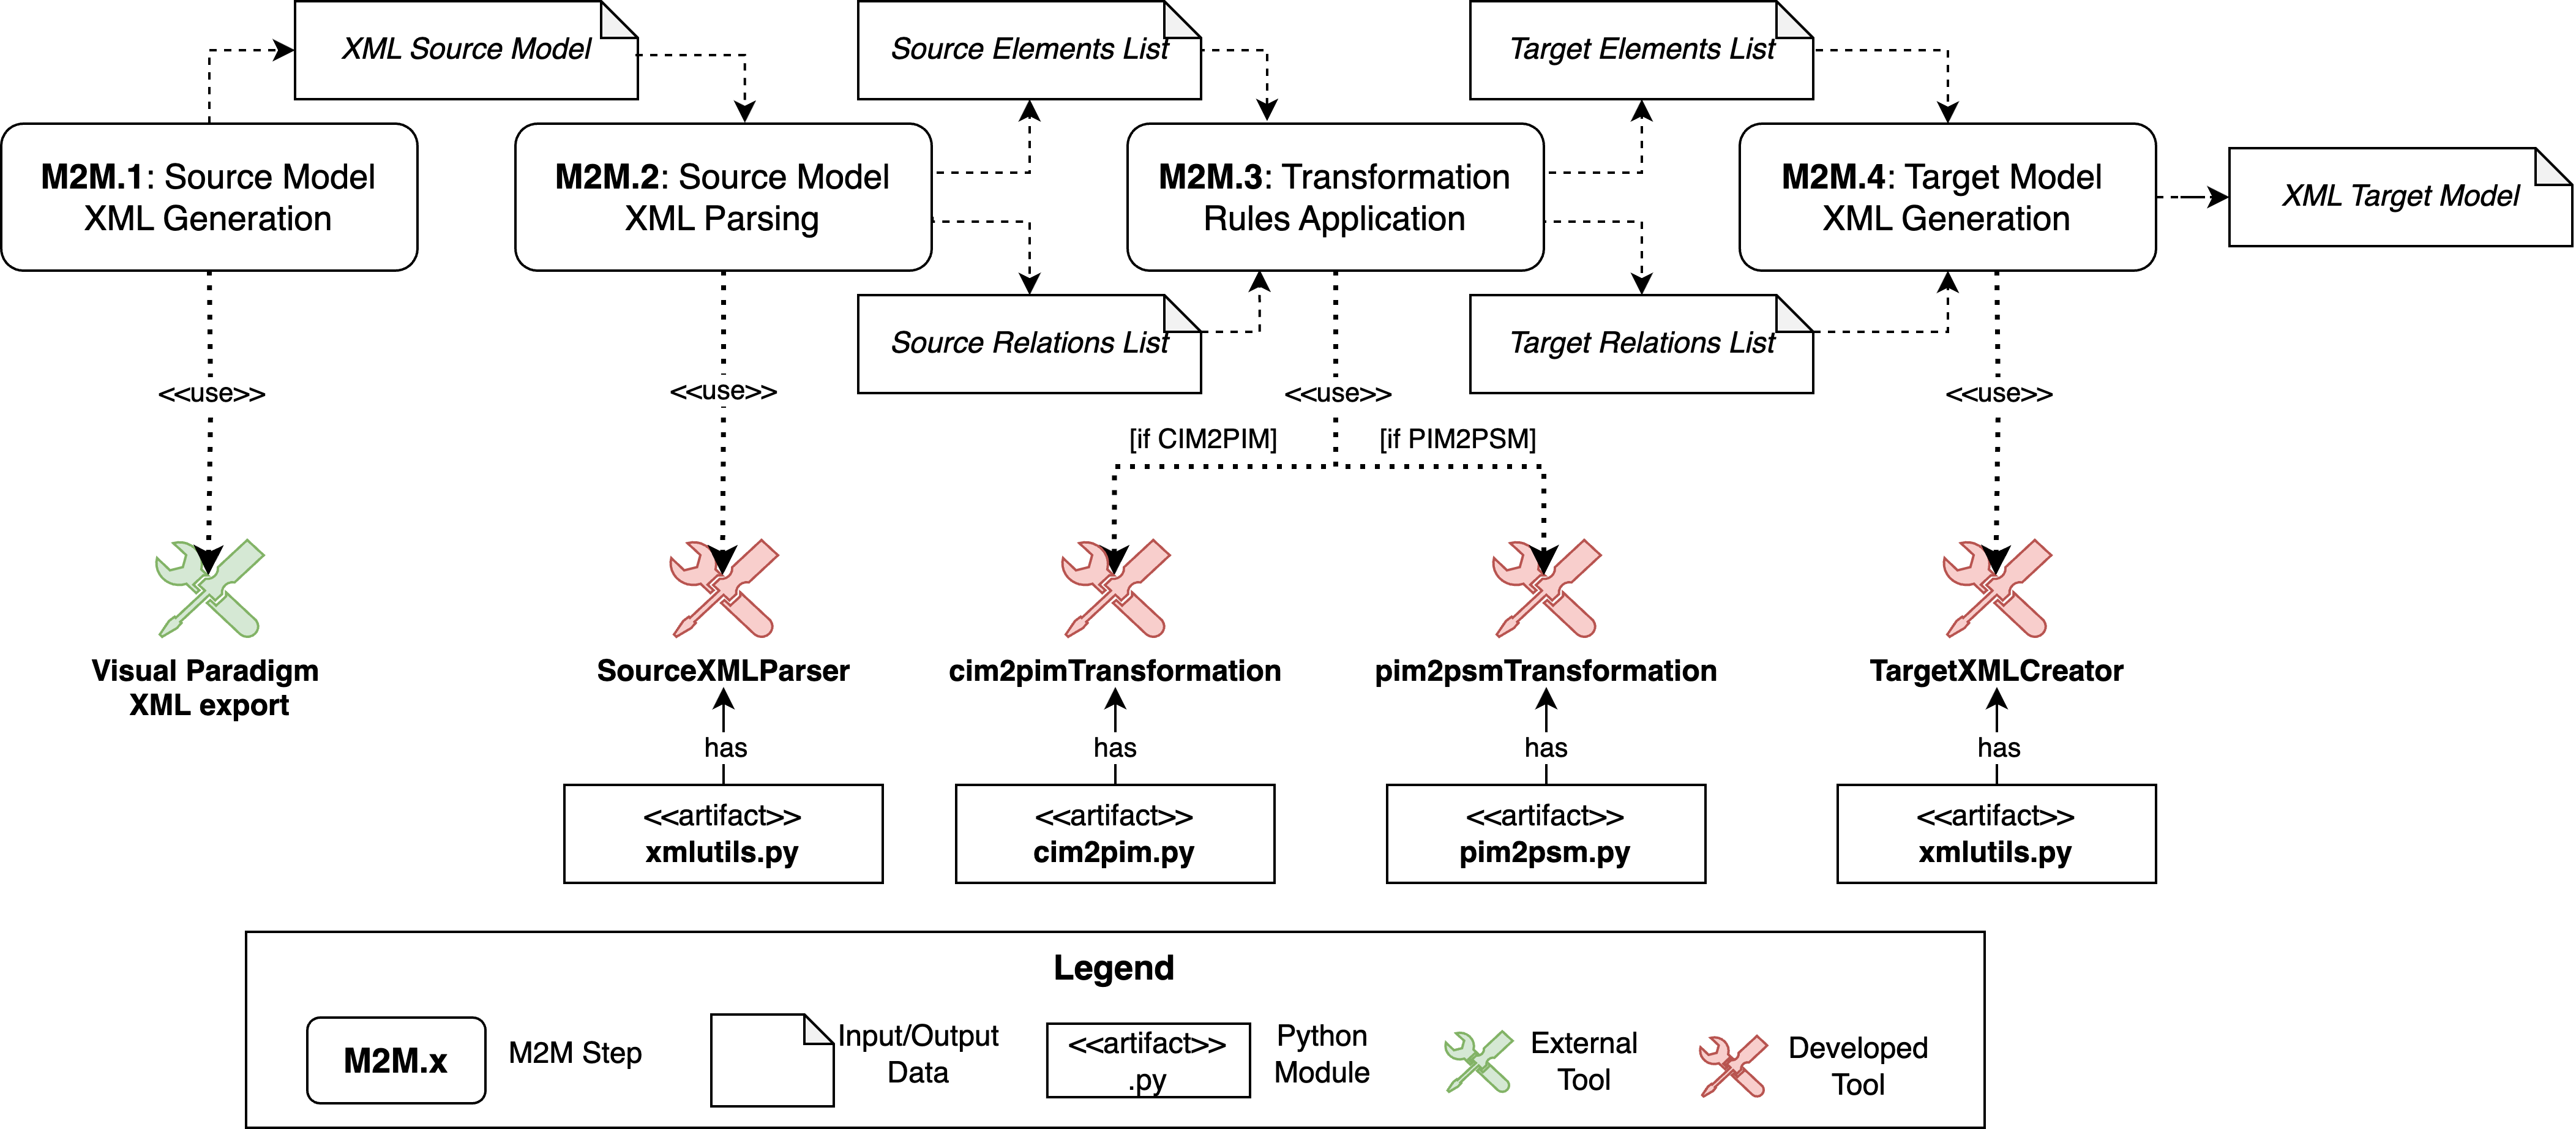 XML Source Model
Source Elements List
Target Elements List
M2M.1: Source Model
XML Generation
M2M.2: Source Model
XML Parsing
M2M.3: Transformation
Rules Application
M2M.4: Target Model
XML Generation
XML Target Model
Source Relations List
Target Relations List
<<use>>
<<use>>
<<use>>
<<use>>
[if CIM2PIM]
[if PIM2PSM]
Visual Paradigm
XML export
SourceXMLParser
cim2pimTransformation
pim2psmTransformation
TargetXMLCreator
has
has
has
has
<<artifact>>
xmlutils.py
<<artifact>>
cim2pim.py
<<artifact>>
pim2psm.py
<<artifact>>
xmlutils.py
Legend
M2M.x
M2M Step
Input/Output
Data
<<artifact>>
.py
Python
Module
External
Tool
Developed
Tool